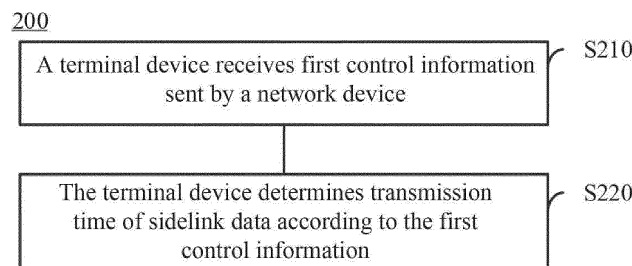 200
A terminal device receives first control information
sent by a network device
S210
The terminal device determines transmission
time of sidelink data according to the first
control information
S220